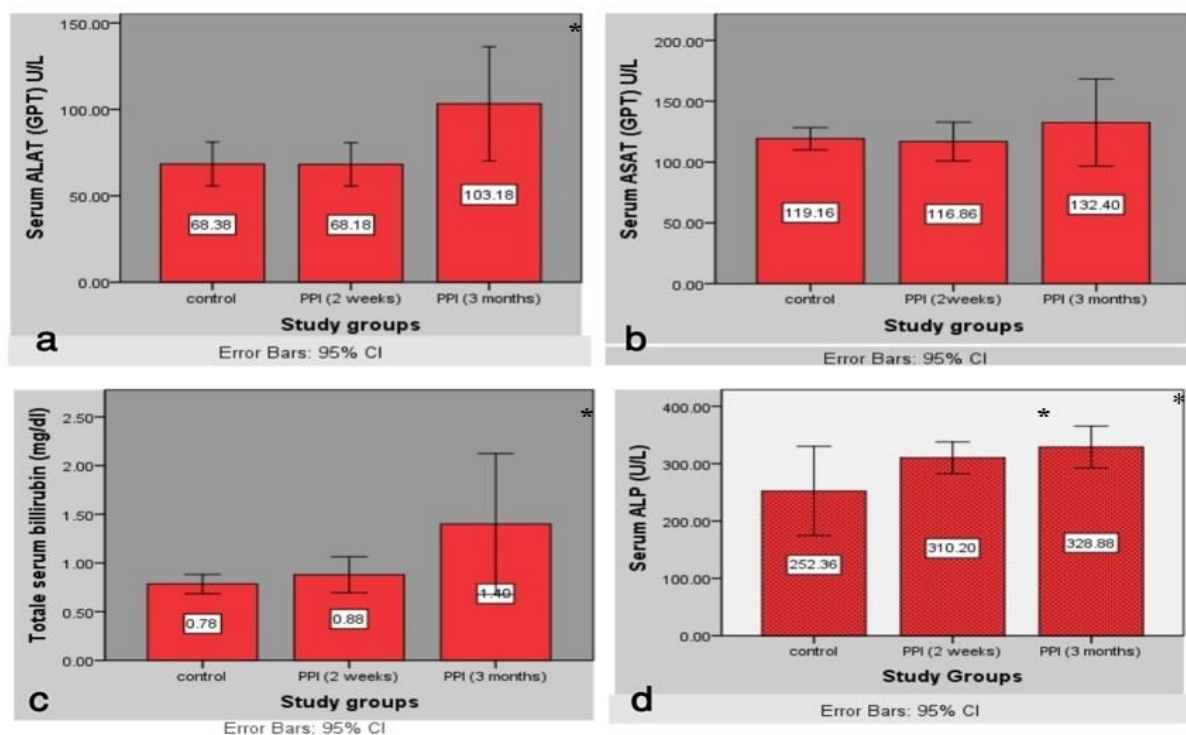 150.00
*
100.00
50.00
0.00
Serum ALAT (GPT) U/L
68.38
68.18
103.18
control
PPI (2 weeks)
PPI (3 months)
Study groups
a
Error Bars: 95% CI
200.00
150.00
100.00
50.00
0.00
Serum ASAT (GPT) U/L
119.16
116.86
132.40
control
PPI (2weeks)
PPI (3 months)
Study groups
b
Error Bars: 95% CI
2.50
*
2.00
1.50
1.00
0.50
0.00
Totale serum billirubin (mg/dl)
0.78
0.88
1.40
control
PPI (2 weeks)
PPI (3 months)
Study groups
c
Error Bars: 95% CI
400.00
* *
300.00
200.00
100.00
0.00
Serum ALP (U/L)
252.36
310.20
328.88
control
PPI (2 weeks)
PPI (3 months)
Study Groups
d
Error Bars: 95% CI